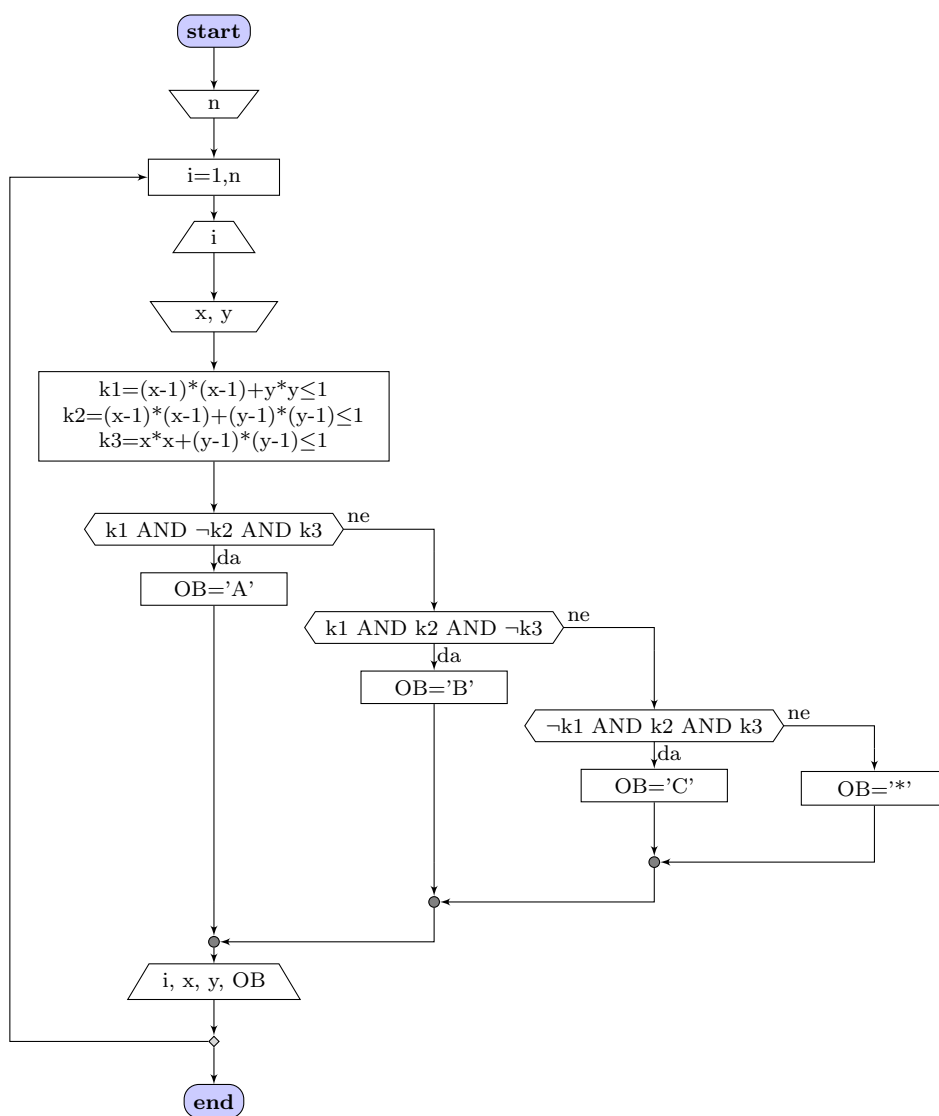 start
n
i=1,n
i
x, y
k1=(x-1)*(x-1)+y*y≤1
k2=(x-1)*(x-1)+(y-1)*(y-1)≤1
k3=x*x+(y-1)*(y-1)≤1
k1 AND ¬k2 AND k3
ne
da
OB='A'
k1 AND k2 AND ¬k3
ne
da
OB='B'
¬k1 AND k2 AND k3
ne
da
OB='C'
OB='*'
i, x, y, OB
end